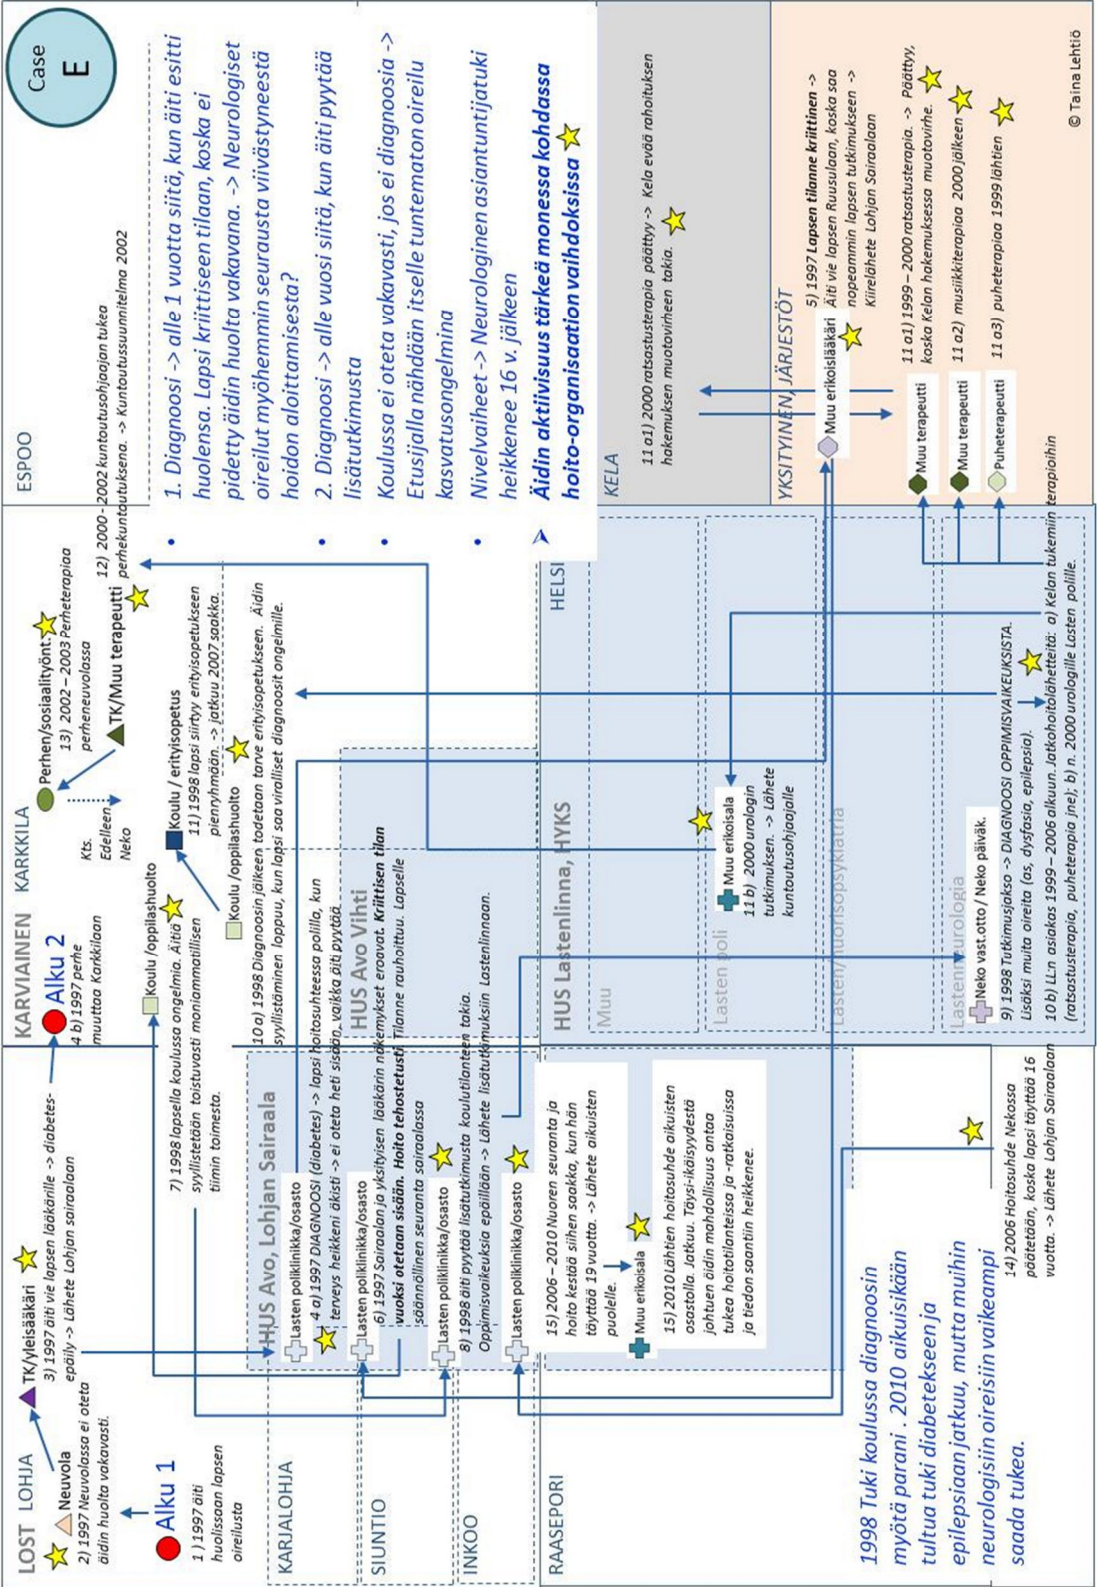 LOST LOHJA
Neuvola
2) 1997 Neuvolassa ei oteta
äidin huolta vakavasti.
Alku 1
1 ) 1997 äiti
huolissaan lapsen
oireilusta
TK/yleisääkäri
3) 1997 äiti vie lapsen lääkärille -> diabetes-
epäily -> Lähete Lohjan sairaalaan
KARVIAINEN KARKKILA
Alku 2
4 b) 1997 perhe
muuttaa Karkkilaan
Kts.
Edelleen
Neko
Perhen/sosiaalityönt.
13) 2002 – 2003 Perheterapiaa
perheneuvolassa
TK/Muu terapeutti
12) 2000 - 2002 kuntoutusohjaajan tukea
perhekuntoutuksena. -> Kuntoutussuunnitelma 2002
Koulu /oppilashuolto
7) 1998 lapsella koulussa ongelmia. Äitiä
syyllistetään toistuvasti moniammatillisen
tiimin toimesta.
Koulu / erityisopetus
11) 1998 lapsi siirtyy erityisopetukseen
pienryhmään. -> jatkuu 2007 saakka.
Koulu /oppilashuolto
10 a) 1998 Diagnoosin jälkeen todetaan tarve erityisopetukseen. Äidin
syyllistäminen loppuu, kun lapsi saa viralliset diagnoosit ongelmille.
ESPOO
Case
E
• 1. Diagnoosi -> alle 1 vuotta siitä, kun äiti esitti
huolensa. Lapsi kriittiseen tilaan, koska ei
pidetty äidin huolta vakavana. -> Neurologiset
oireilut myöhemmin seurausta viivästyneestä
hoidon aloittamisesta?
• 2. Diagnoosi -> alle vuosi siitä, kun äiti pyytää
lisätutkimusta
• Koulussa ei oteta vakavasti, jos ei diagnoosia ->
Etusijalla nähdään itselle tuntematon oireilu
kasvatusongelmina
• Nivelvaiheet -> Neurologinen asiantuntijatuki
heikkenee 16 v. jälkeen
➢ Äidin aktiivisuus tärkeä monessa kohdassa
hoito-organisaation vaihdoksissa
KARJALOHJA
SIUNTIO
INKOO
RAASEPORI
HUS Avo, Lohjan Sairaala
Lasten poliklinikka/osasto
4 a) 1997 DIAGNOOSI (diabetes) -> lapsi hoitosuhteessa polilla, kun
terveys heikkeni äkisti -> ei oteta heti sisään, vaikka äiti pyytää
HUS Avo Vihti
Lasten poliklinikka/osasto
6) 1997 Sairaalan ja yksityisen lääkärin näkemykset eroavat. Kriittisen tilan
vuoksi otetaan sisään. Hoito tehostetusti. Tilanne rauhoittuu. Lapselle
säännöllinen seuranta sairaalassa
Lasten poliklinikka/osasto
8) 1998 äiti pyytää lisätutkimusta koulutilanteen takia.
Oppimisvaikeuksia epäillään -> Lähete lisätutkimuksiin Lastenlinnaan.
Lasten poliklinikka/osasto
15) 2006 – 2010 Nuoren seuranta ja
hoito kestää siihen saakka, kun hän
täyttää 19 vuotta. -> Lähete aikuisten
puolelle.
Muu erikoisala
15) 2010 Lähtien hoitosuhde aikuisten
osastolla. Jatkuu. Täysi-ikäisyydestä
johtuen äidin mahdollisuus antaa
tukea hoitotilanteissa ja -ratkaisuissa
ja tiedon saantiin heikkenee.
1998 Tuki koulussa diagnoosin
myötä parani . 2010 aikuisikään
tultua tuki diabetekseen ja
epilepsiaan jatkuu, mutta muihin
neurologisiin oireisiin vaikeampi
saada tukea.
14) 2006 Hoitosuhde Nekossa
päätetään, koska lapsi täyttää 16
vuotta. -> Lähete Lohjan Sairaalaan
HELSI
HUS Lastenlinna, HYKS
Muu
Lasten poli
Muu erikoisala
11 b) 2000 urologin
tutkimuksen. -> Lähete
kuntoutusohjaajalle
Lasten/nuorisopsykiatria
Lastenneurologia
Neko vast.otto/ Neko päiväk.
9) 1998 Tutkimusjakso -> DIAGNOOSI OPPIMISVAIKEUKSISTA.
Lisäksi muita oireita (as, dysfasia, epilepsia).
10 b) LL:n asiakas 1999 – 2006 alkuun. Jatkohoitolähetteitä: a) Kelan tukemiin terapioihin
(ratsastusterapia, puheterapia jne); b) n. 2000 urologille Lasten polille.
KELA
11 a1) 2000 ratsastusterapia päättyy -> Kela evää rahoituksen
hakemuksen muotovirheen takia.
YKSITYINEN, JÄRJESTÖT
Muu erikoislääkäri
5) 1997 Lapsen tilanne kriittinen ->
Äiti vie lapsen Ruusulaan, koska saa
nopeammin lapsen tutkimukseen ->
Kiirelähete Lohjan Sairaalaan
Muu terapeutti
11 a1) 1999 – 2000 ratsastusterapia. -> Päättyy,
koska Kelan hakemuksessa muotovirhe.
Muu terapeutti
11 a2) musiikkiterapiaa 2000 jälkeen
Puheterapeutti
11 a3) puheterapiaa 1999 lähtien
© Taina Lehtiö